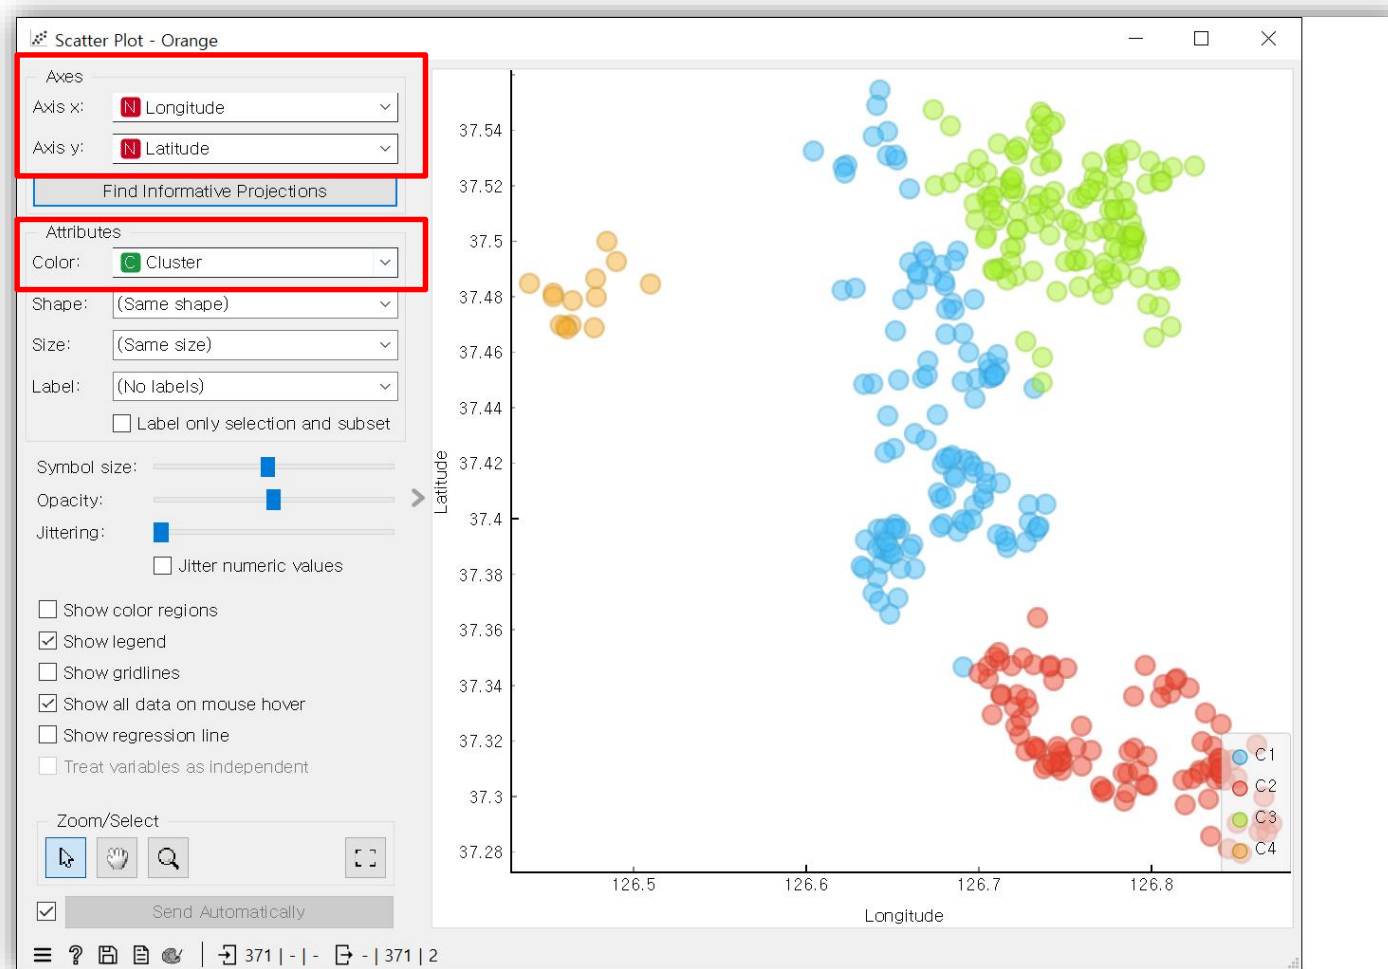 Scatter Plot - Orange
Axes
Axis x: N Longitude
Axis y: N Latitude
Find Informative Projections
Attributes
Color: C Cluster
Shape: (Same shape)
Size: (Same size)
Label: (No labels)
Label only selection and subset
Symbol size:
Opacity:
Jittering:
Jitter numeric values
Show color regions
Show legend
Show gridlines
Show all data on mouse hover
Show regression line
Treat variables as independent
Zoom/Select
Send Automatically
371 | - | - - | 371 | 2
Latitude
37.54
37.52
37.5
37.48
37.46
37.44
37.42
37.4
37.38
37.36
37.34
37.32
37.3
37.28
126.5 126.6 126.7 126.8
Longitude
C1
C2
C3
C4